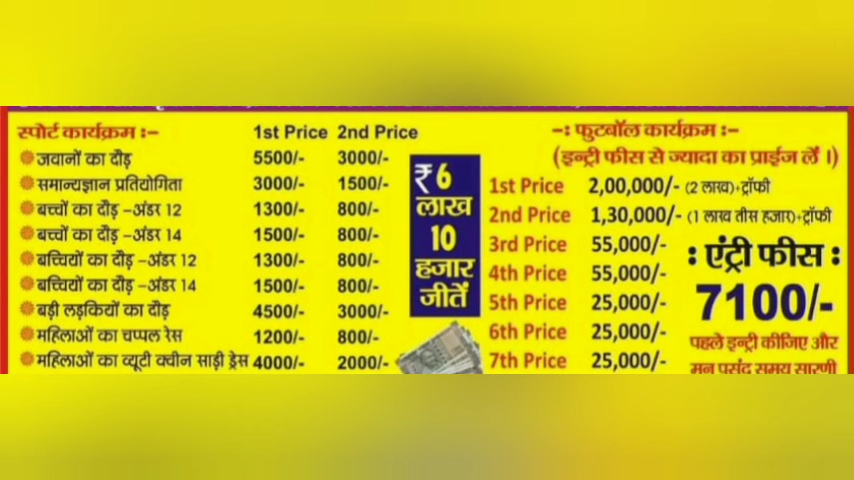 स्पोर्ट कार्यक्रम :-
1st Price 2nd Price
जवानों का दौड़ 5500/- 3000/-
समान्यज्ञान प्रतियोगिता 3000/- 1500/-
बच्चों का दौड़ -अंडर 12 1300/- 800/-
बच्चों का दौड़ -अंडर 14 1500/- 800/-
बच्चियों का दौड़ -अंडर 12 1300/- 800/-
बच्चियों का दौड़ -अंडर 14 1500/- 800/-
बड़ी लड़कियों का दौड़ 4500/- 3000/-
महिलाओं का चप्पल रेस 1200/- 800/-
महिलाओं का ब्यूटी क्वीन साड़ी ड्रेस 4000/- 2000/-
₹ 6
लाख
10
हजार
जीतें
-: फुटबॉल कार्यक्रम :-
(इन्ट्री फीस से ज्यादा का प्राईज लें ।)
1st Price 2,00,000/- (2 लाख)+ट्रॉफी
2nd Price 1,30,000/- (1 लाख तीस हजार)+ट्रॉफी
3rd Price 55,000/-
4th Price 55,000/-
5th Price 25,000/-
6th Price 25,000/-
7th Price 25,000/-
: एंट्री फीस :
7100/-
पहले इन्ट्री कीजिए और
मन पसंद समय सारणी